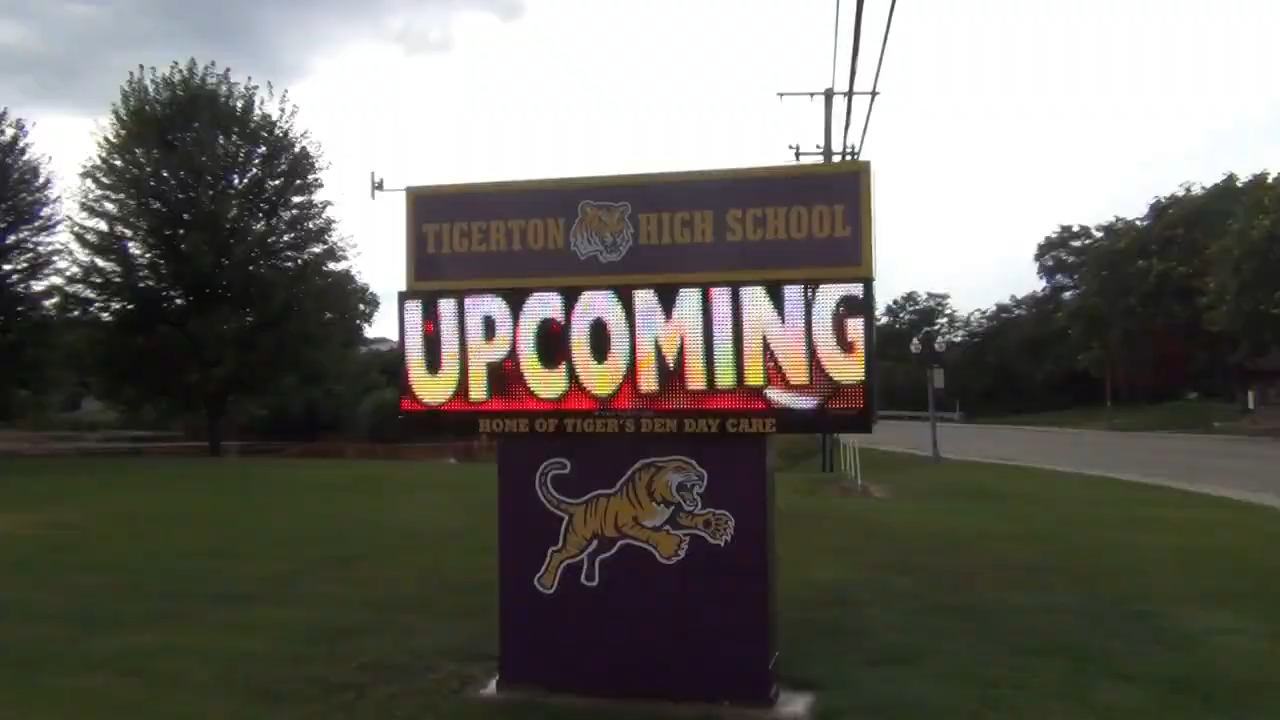 TIGERTON HIGH SCHOOL
UPCOMING
HOME OF TIGER'S DEN DAY CARE